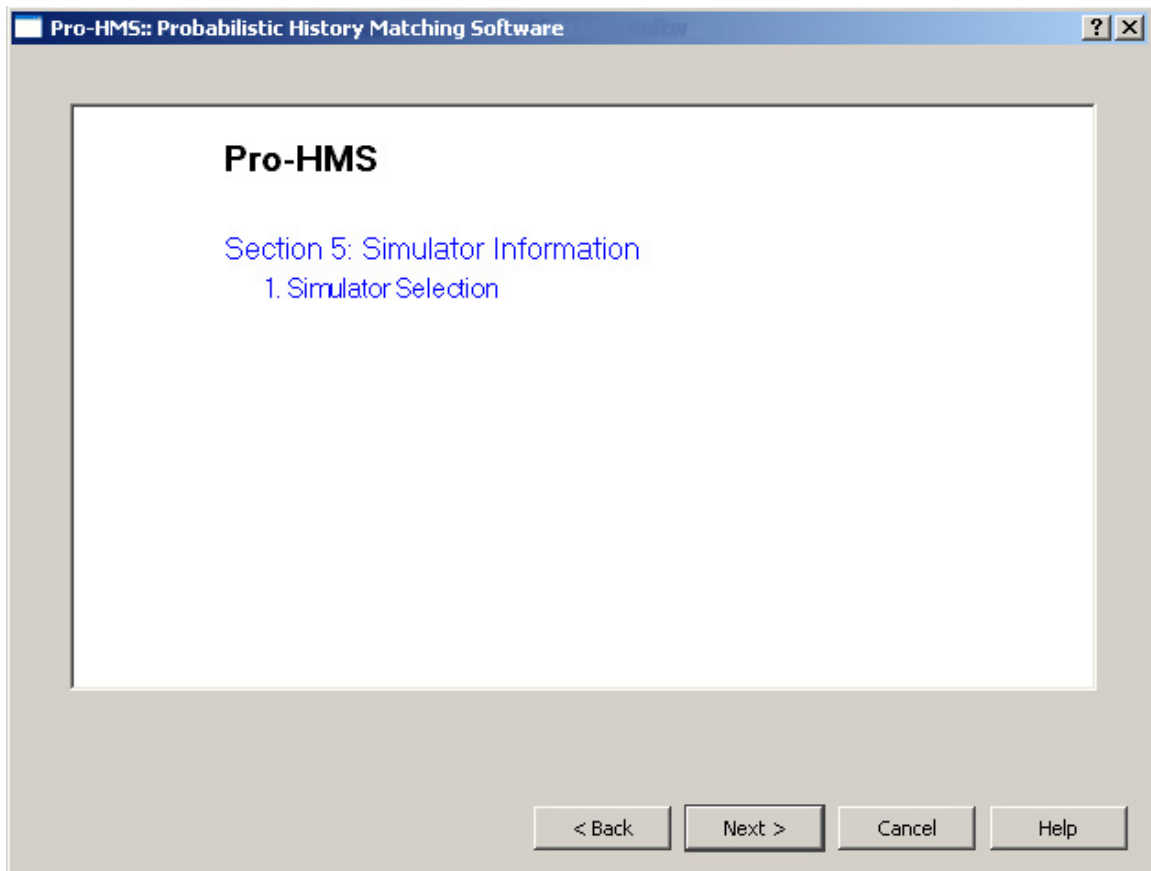 Pro-HMS:: Probabilistic History Matching Software
Pro-HMS
Section 5: Simulator Information
1. Simulator Selection
< Back Next > Cancel Help